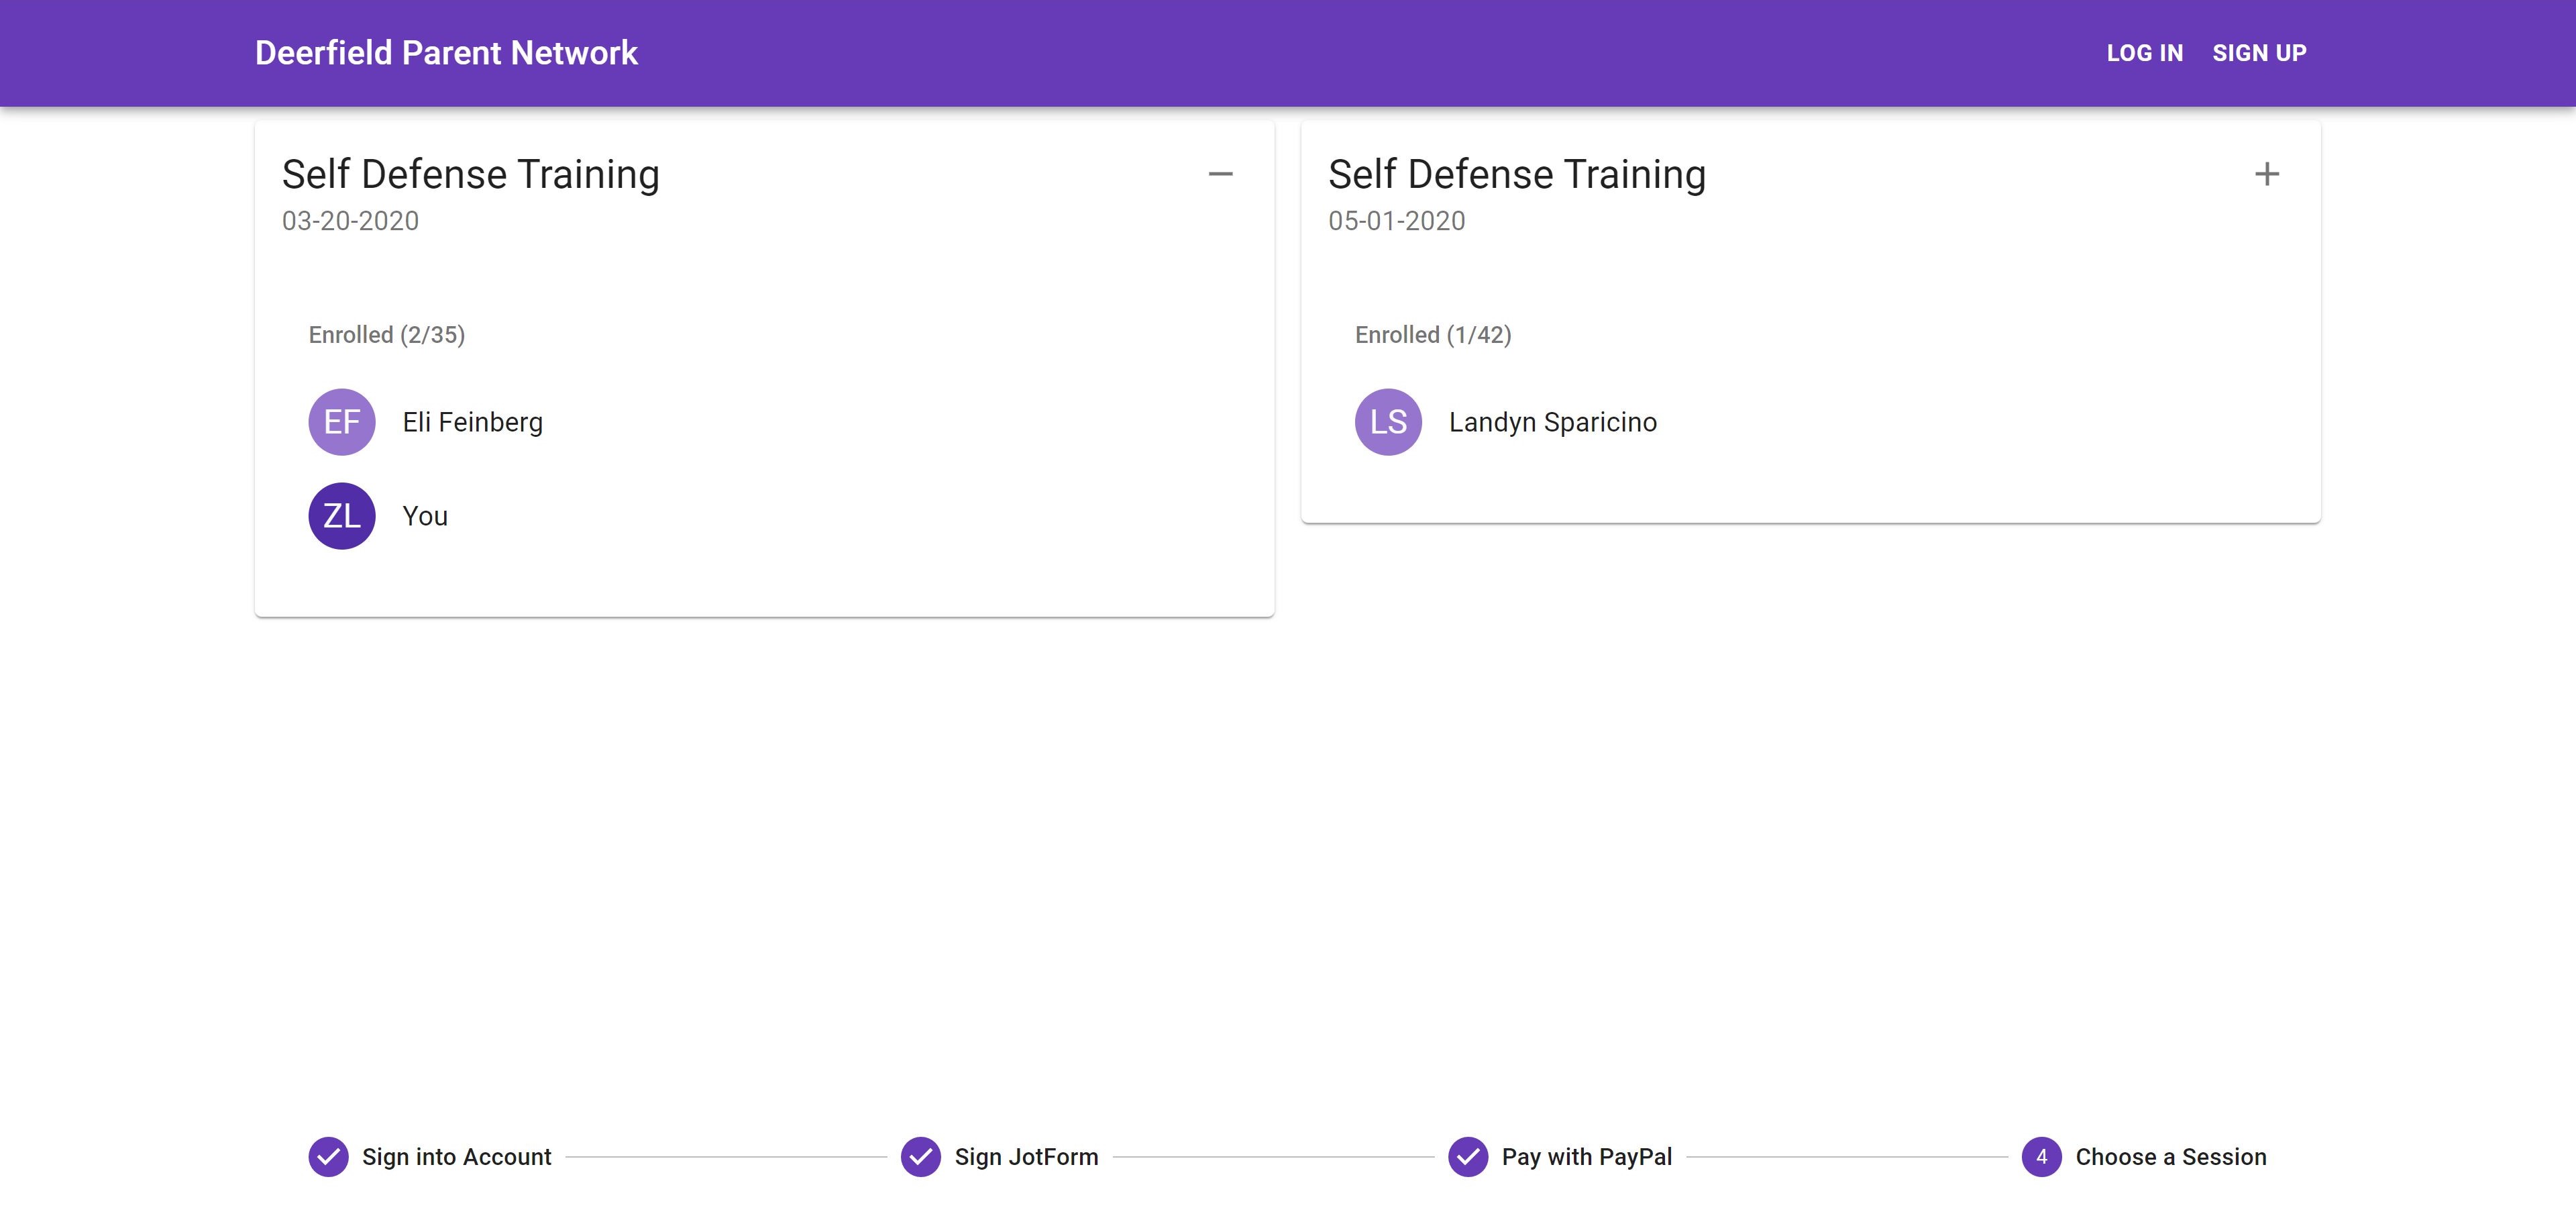 Deerfield Parent Network
LOG IN SIGN UP
Self Defense Training
03-20-2020
Enrolled (2/35)
EF Eli Feinberg
ZL You
Self Defense Training
05-01-2020
Enrolled (1/42)
LS Landyn Sparicino
Sign into Account Sign JotForm Pay with PayPal 4 Choose a Session